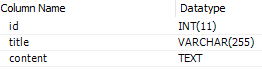 Column Name Datatype
id INT(11)
title VARCHAR(255)
content TEXT